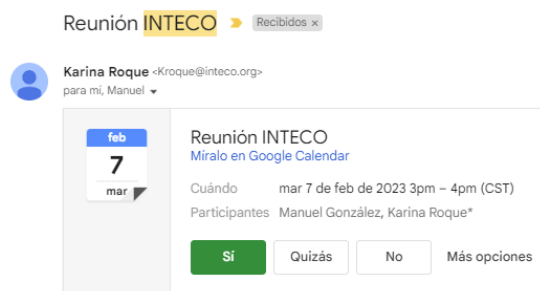 Reunión INTECO Recibidos ×
Karina Roque <Kroque@inteco.org>
para mí, Manuel
feb
7
mar
Reunión INTECO
Míralo en Google Calendar
Cuándo mar 7 de feb de 2023 3pm – 4pm (CST)
Participantes Manuel González, Karina Roque*
Sí Quizás No Más opciones